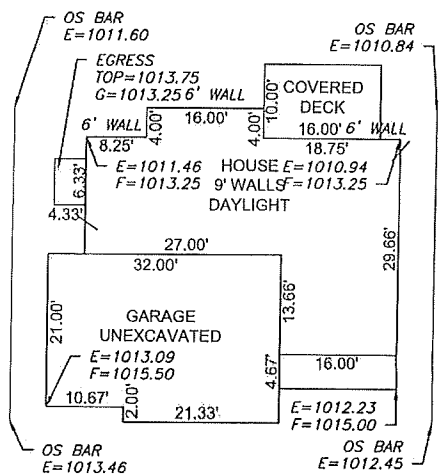 OS BAR
E=1011.60
OS BAR
E=1010.84
EGRESS
TOP=1013.75
G=1013.25 6' WALL
COVERED
DECK
10.00'
16.00'
6' WALL
4.00'
4.00'
16.00' 6' WALL
8.25'
18.75'
E=1011.46
F=1013.25
HOUSE
9' WALLS
DAYLIGHT
E=1010.94
F=1013.25
6.33'
4.33'
29.66'
27.00'
32.00'
21.00'
13.66'
GARAGE
UNEXCAVATED
E=1013.09
F=1015.50
4.67'
16.00'
10.67'
2.00'
21.33'
E=1012.23
F=1015.00
OS BAR
E=1013.46
OS BAR
E=1012.45